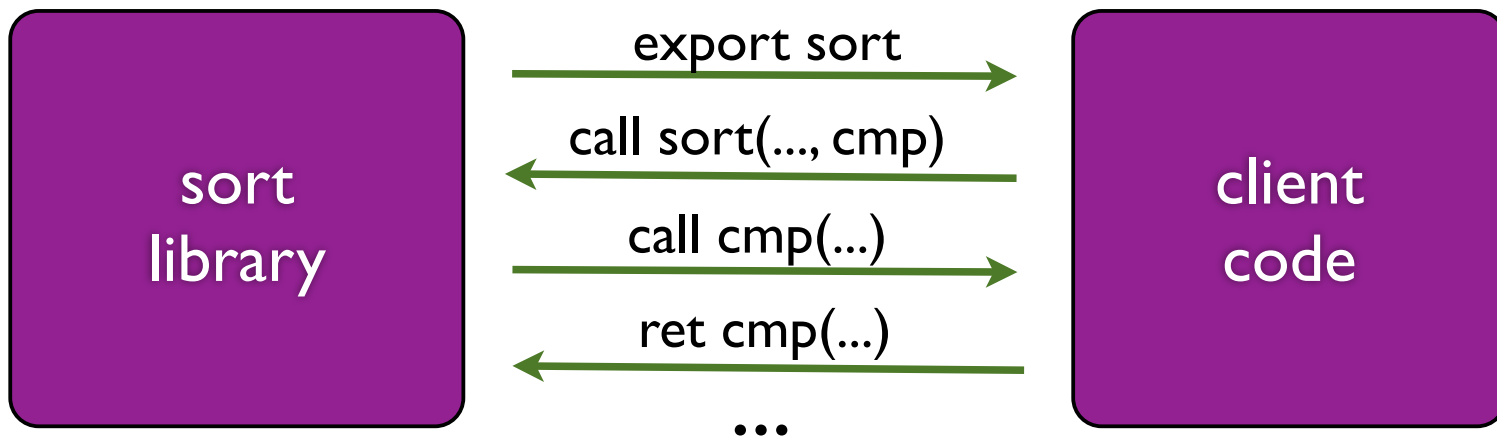 sort
library
export sort
call sort(..., cmp)
call cmp(...)
ret cmp(...)
...
client
code